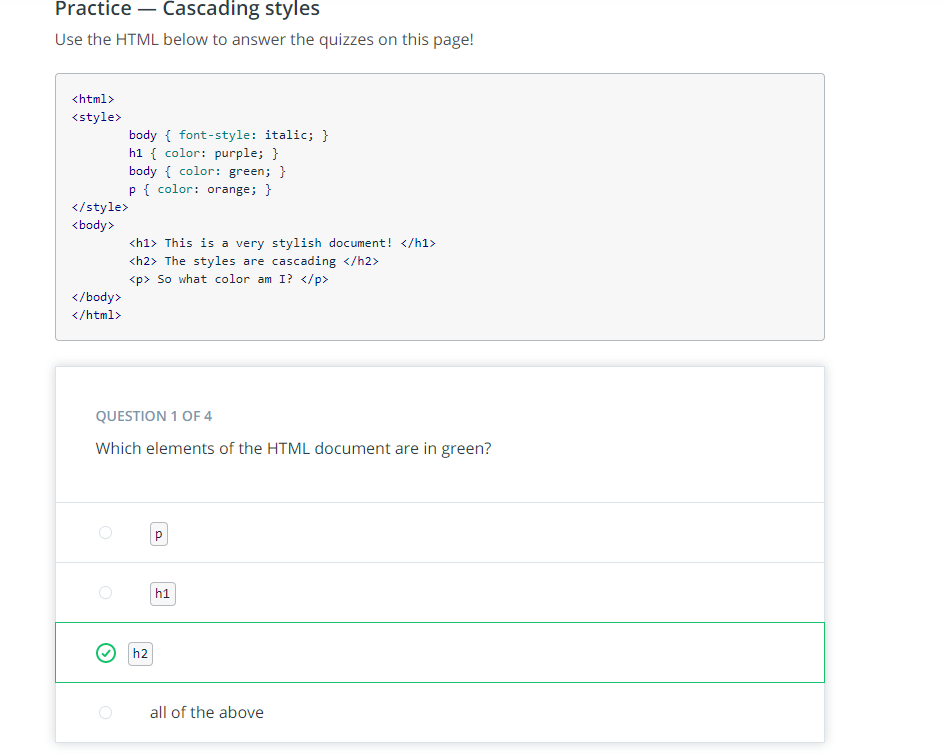 Practice — Cascading styles
Use the HTML below to answer the quizzes on this page!
<html>
<style>
        body { font-style: italic; }
        h1 { color: purple; }
        body { color: green; }
        p { color: orange; }
</style>
<body>
        <h1> This is a very stylish document! </h1>
        <h2> The styles are cascading </h2>
        <p> So what color am I? </p>
</body>
</html>
QUESTION 1 OF 4
Which elements of the HTML document are in green?
p
h1
h2
all of the above